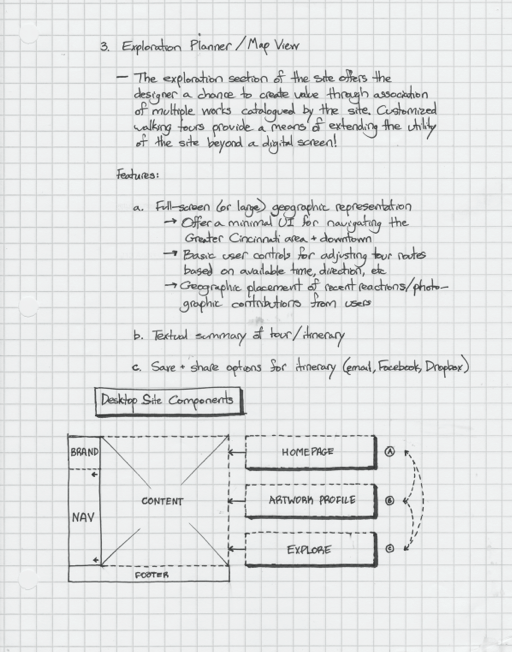 3. Exploration Planner / Map View
— The exploration section of the site offers the
designer a chance to create value through association
of multiple works catalogued by the site. Customized
walking tours provide a means of extending the utility
of the site beyond a digital screen!
Features:
a. Full-screen (or large) geographic representation
→ Offer a minimal UI for navigating the
Greater Cincinnati area + downtown
→ Basic user controls for adjusting tour routes
based on available time, direction, etc
→ Geographic placement of recent reactions/photo-
graphic contributions from users
b. Textual summary of tour/itinerary
c. Save + share options for itinerary (email, Facebook, Dropbox)
Desktop Site Components
BRAND
NAV
CONTENT
FOOTER
HOMEPAGE A
ARTWORK PROFILE B
EXPLORE C